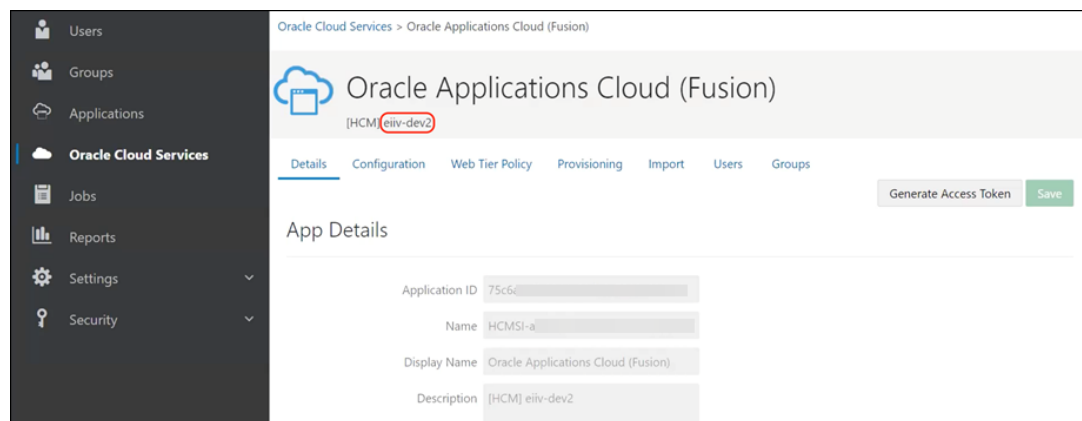 Users
Groups
Applications
Oracle Cloud Services
Jobs
Reports
Settings
Security
Oracle Cloud Services > Oracle Applications Cloud (Fusion)
Oracle Applications Cloud (Fusion)
[HCM] eiiv-dev2
Details Configuration Web Tier Policy Provisioning Import Users Groups
Generate Access Token Save
App Details
Application ID 75c6
Name HCMSI-a
Display Name Oracle Applications Cloud (Fusion)
Description [HCM] eiiv-dev2